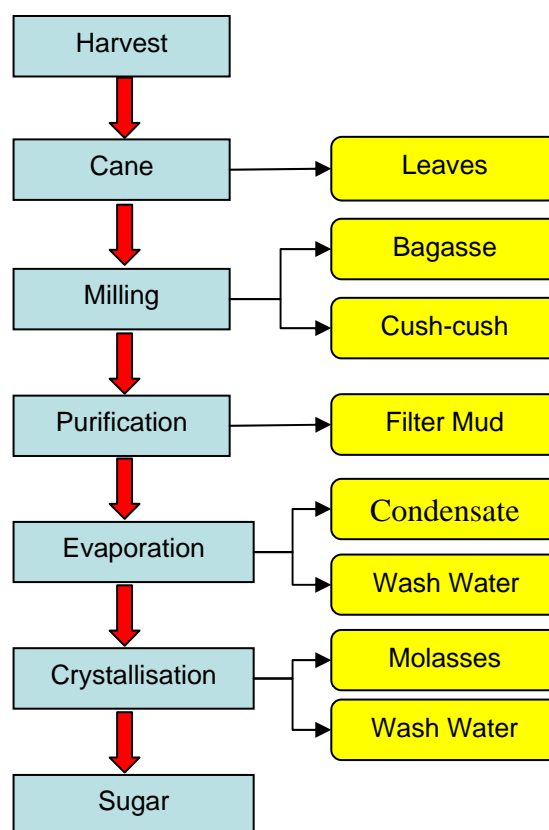 Harvest
Cane
Leaves
Milling
Bagasse
Cush-cush
Purification
Filter Mud
Evaporation
Condensate
Wash Water
Crystallisation
Molasses
Wash Water
Sugar